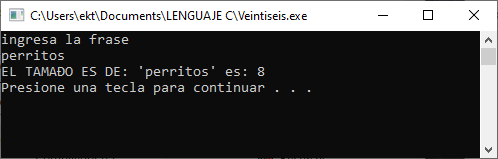 C:\Users\ekt\Documents\LENGUAJE C\Veintiseis.exe
ingresa la frase
perritos
EL TAMAÐO ES DE: 'perritos' es: 8
Presione una tecla para continuar . . .